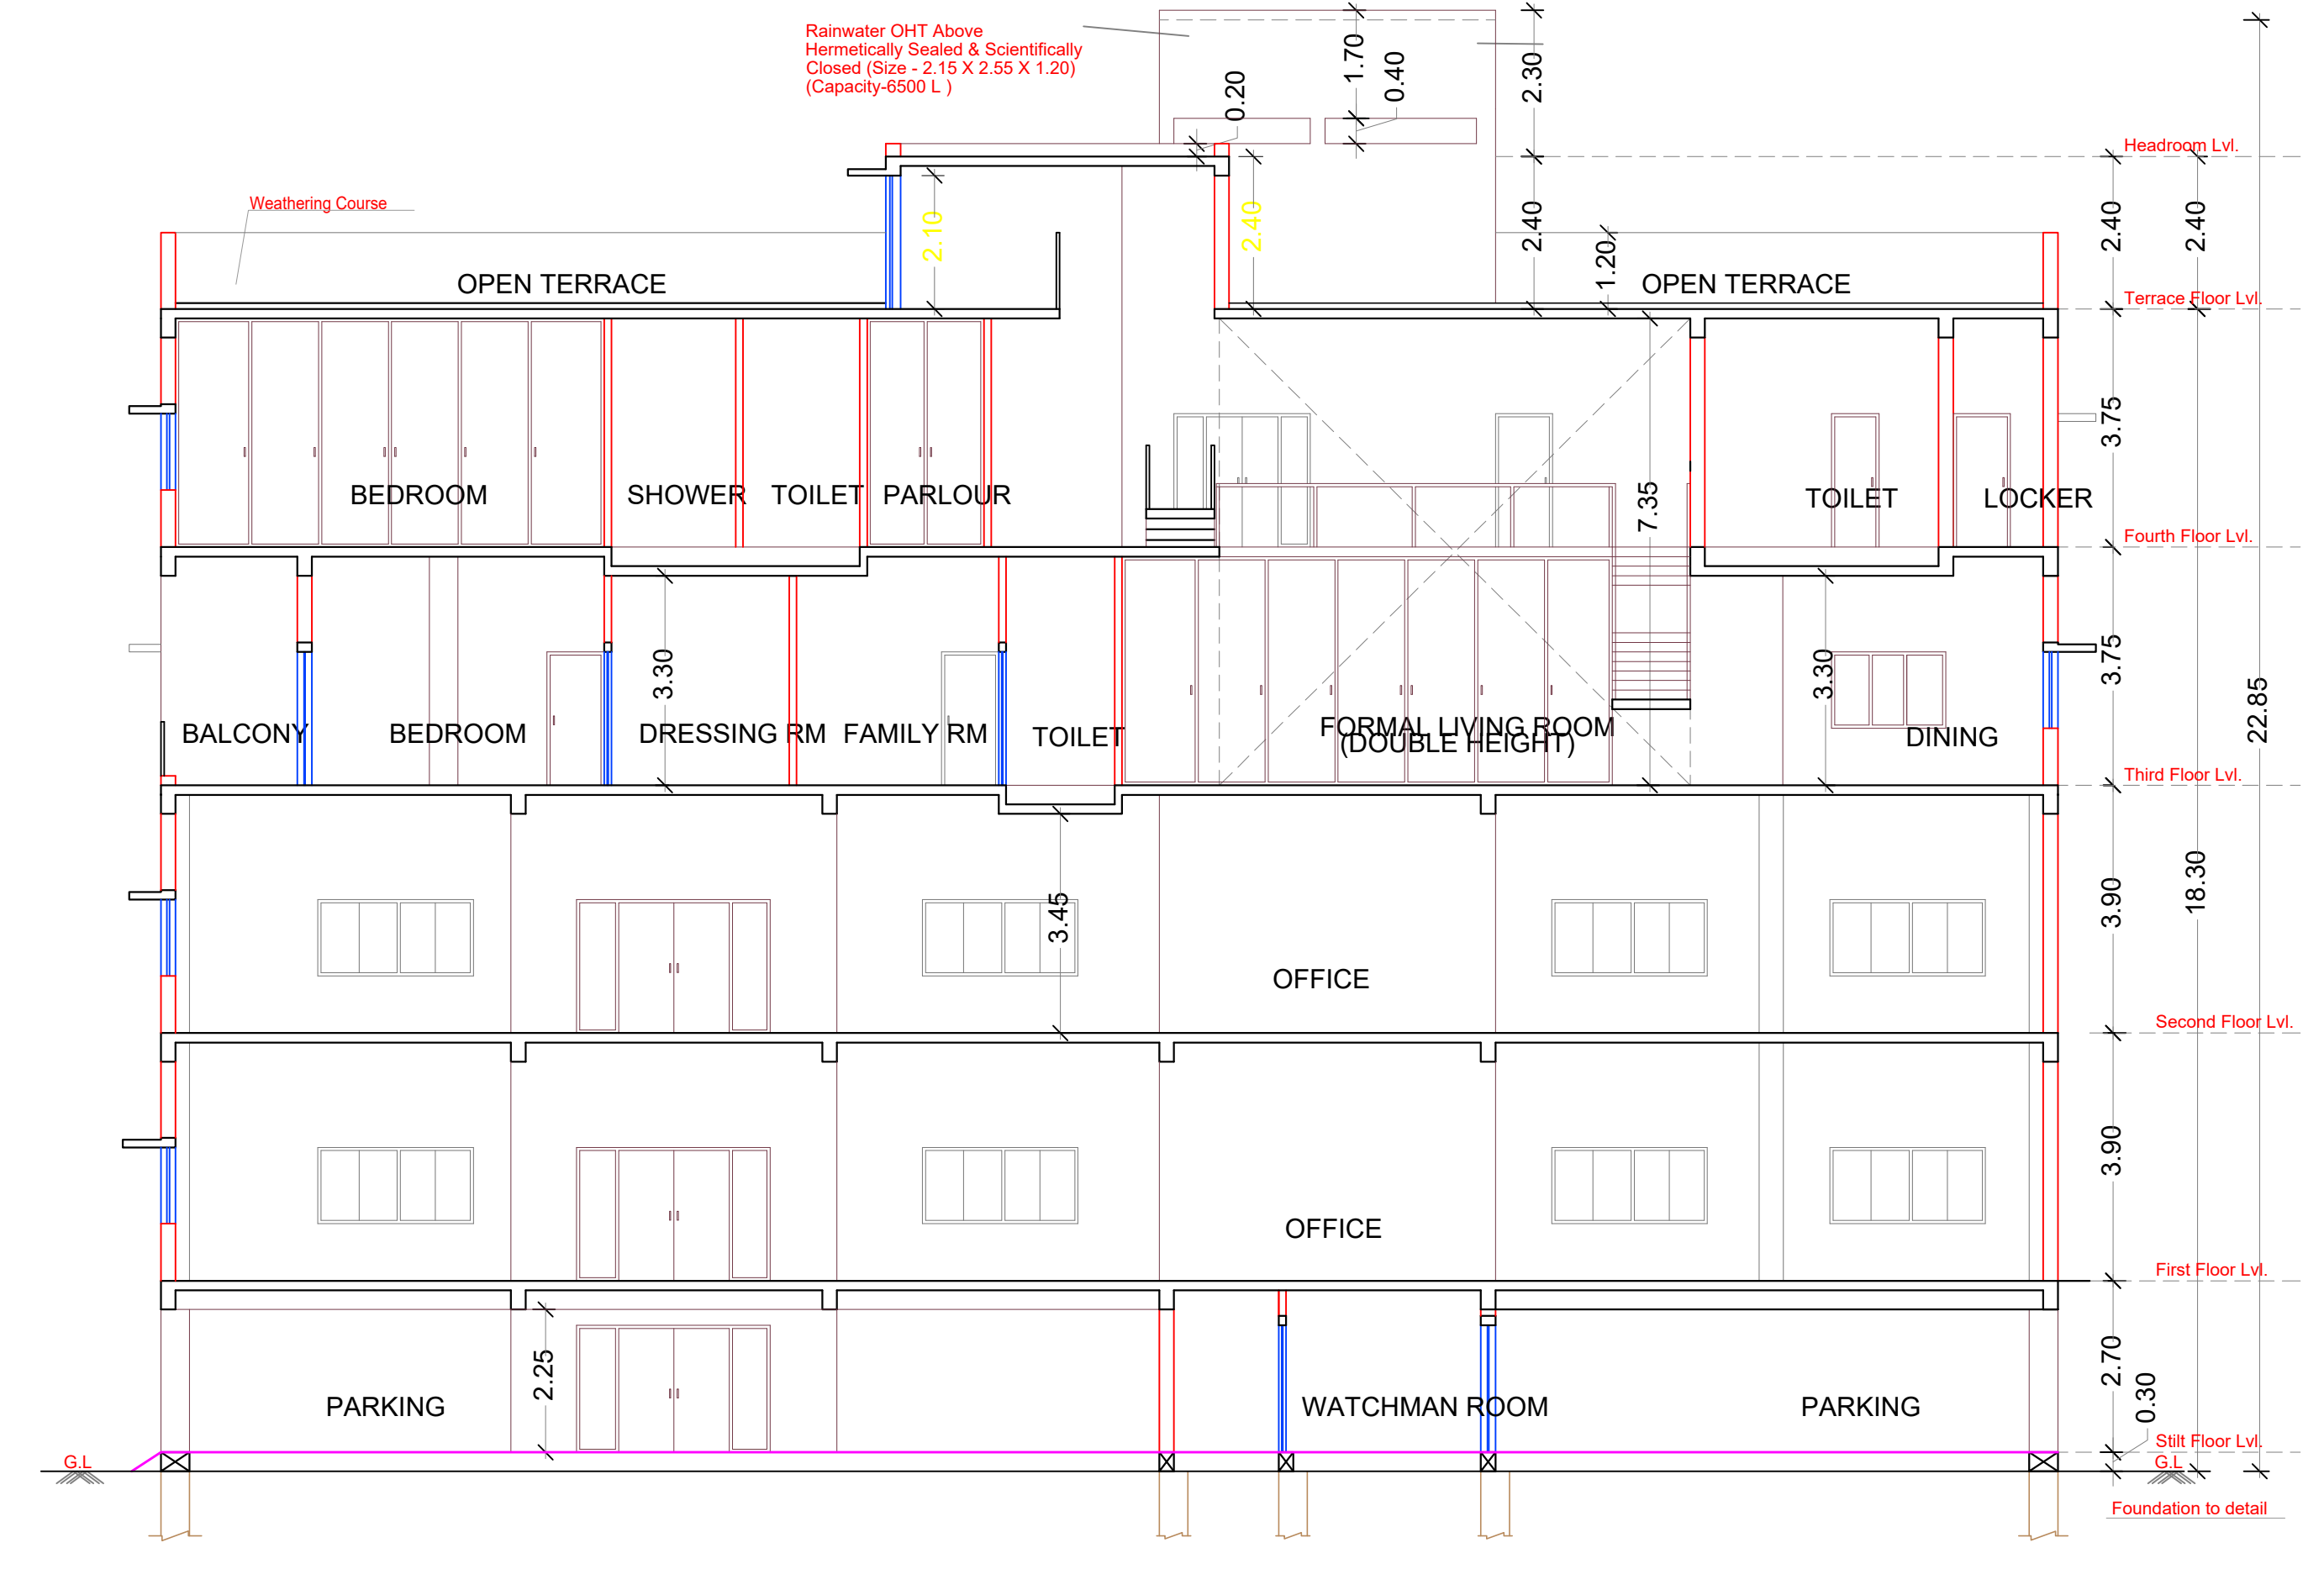 Rainwater OHT Above
Hermetically Sealed & Scientifically
Closed (Size - 2.15 X 2.55 X 1.20)
(Capacity-6500 L )
1.70
0.40
2.30
0.20
Headroom Lvl.
Weathering Course
2.10
2.40
2.40
1.20
2.40
2.40
OPEN TERRACE
OPEN TERRACE
Terrace Floor Lvl.
3.75
7.35
BEDROOM
SHOWER
TOILET
PARLOUR
TOILET
LOCKER
Fourth Floor Lvl.
3.30
3.30
3.75
22.85
BALCONY
BEDROOM
DRESSING RM
FAMILY RM
TOILET
FORMAL LIVING ROOM
(DOUBLE HEIGHT)
DINING
Third Floor Lvl.
3.45
3.90
18.30
OFFICE
Second Floor Lvl.
3.90
OFFICE
First Floor Lvl.
2.25
2.70
PARKING
WATCHMAN ROOM
PARKING
0.30
Stilt Floor Lvl.
G.L
G.L
Foundation to detail